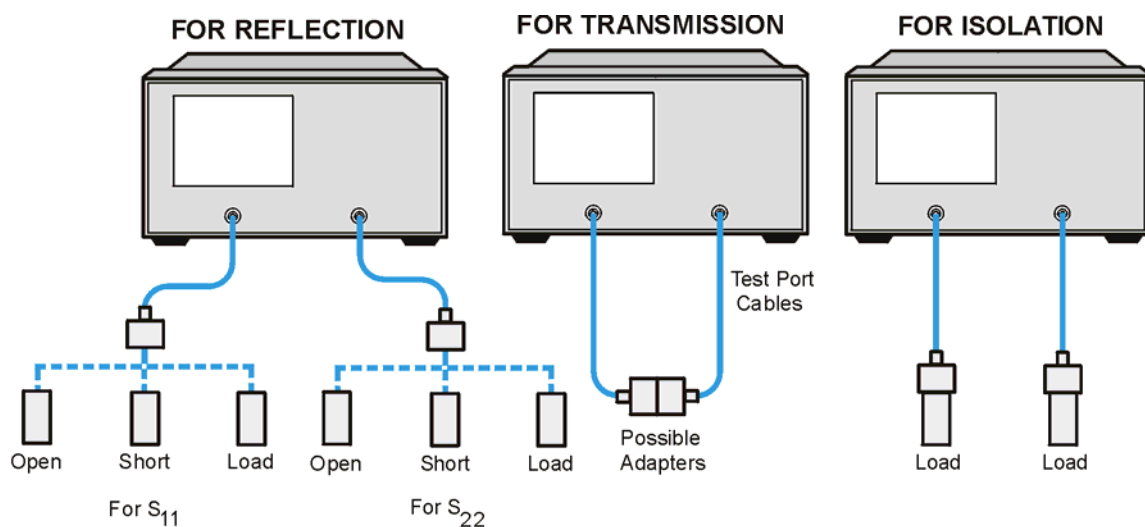 FOR REFLECTION
FOR TRANSMISSION
FOR ISOLATION
Test Port
Cables
Open
Short
Load
Open
Short
Load
Possible
Adapters
Load
Load
For S11
For S22